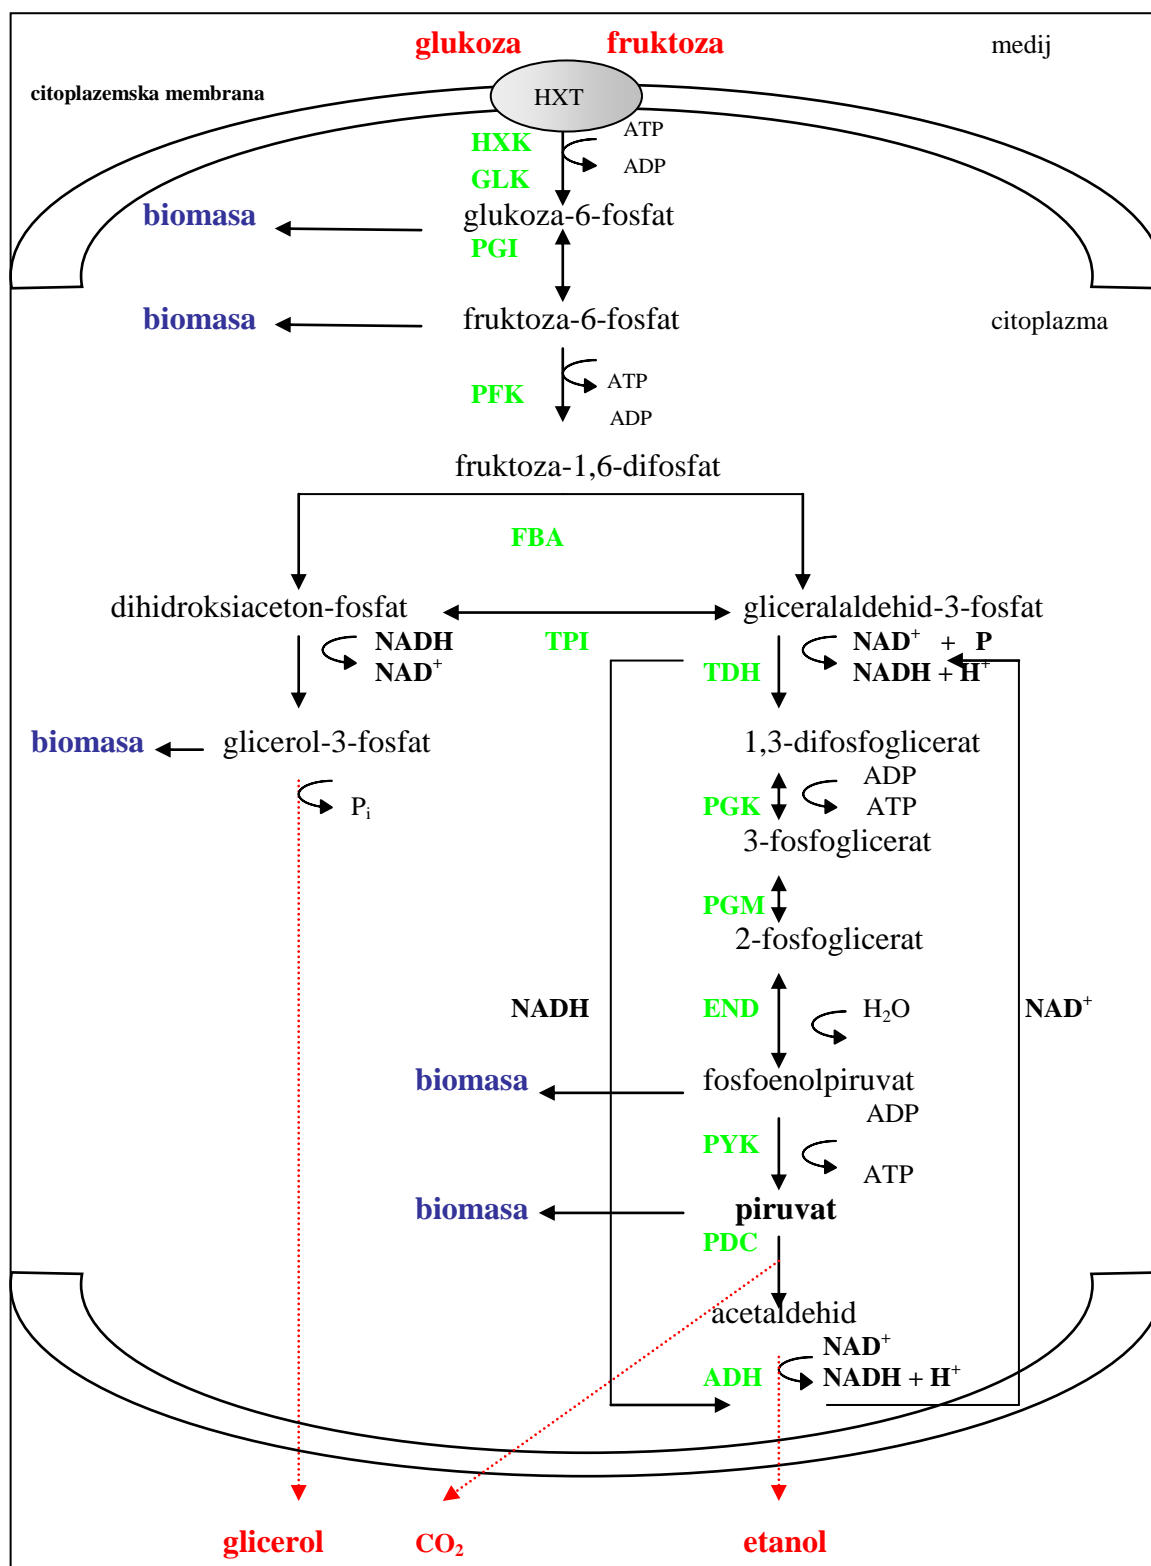 glukoza fruktoza medij
citoplazemska membrana HXT
HXK ATP
GLK ADP
biomasa glukoza-6-fosfat
PGI
biomasa fruktoza-6-fosfat citoplazma
PFK ATP
ADP
fruktoza-1,6-difosfat
FBA
dihidroksiaceton-fosfat gliceralaldehid-3-fosfat
NADH TPI NAD⁺ + P
NAD⁺ TDH NADH + H⁺
biomasa glicerol-3-fosfat 1,3-difosfoglicerat
ADP
Pᵢ PGK ATP
3-fosfoglicerat
PGM
2-fosfoglicerat
NADH END H₂O NAD⁺
biomasa fosfoenolpiruvat
ADP
PYK
ATP
biomasa piruvat
PDC
acetaldehid
NAD⁺
ADH NADH + H⁺
glicerol CO₂ etanol